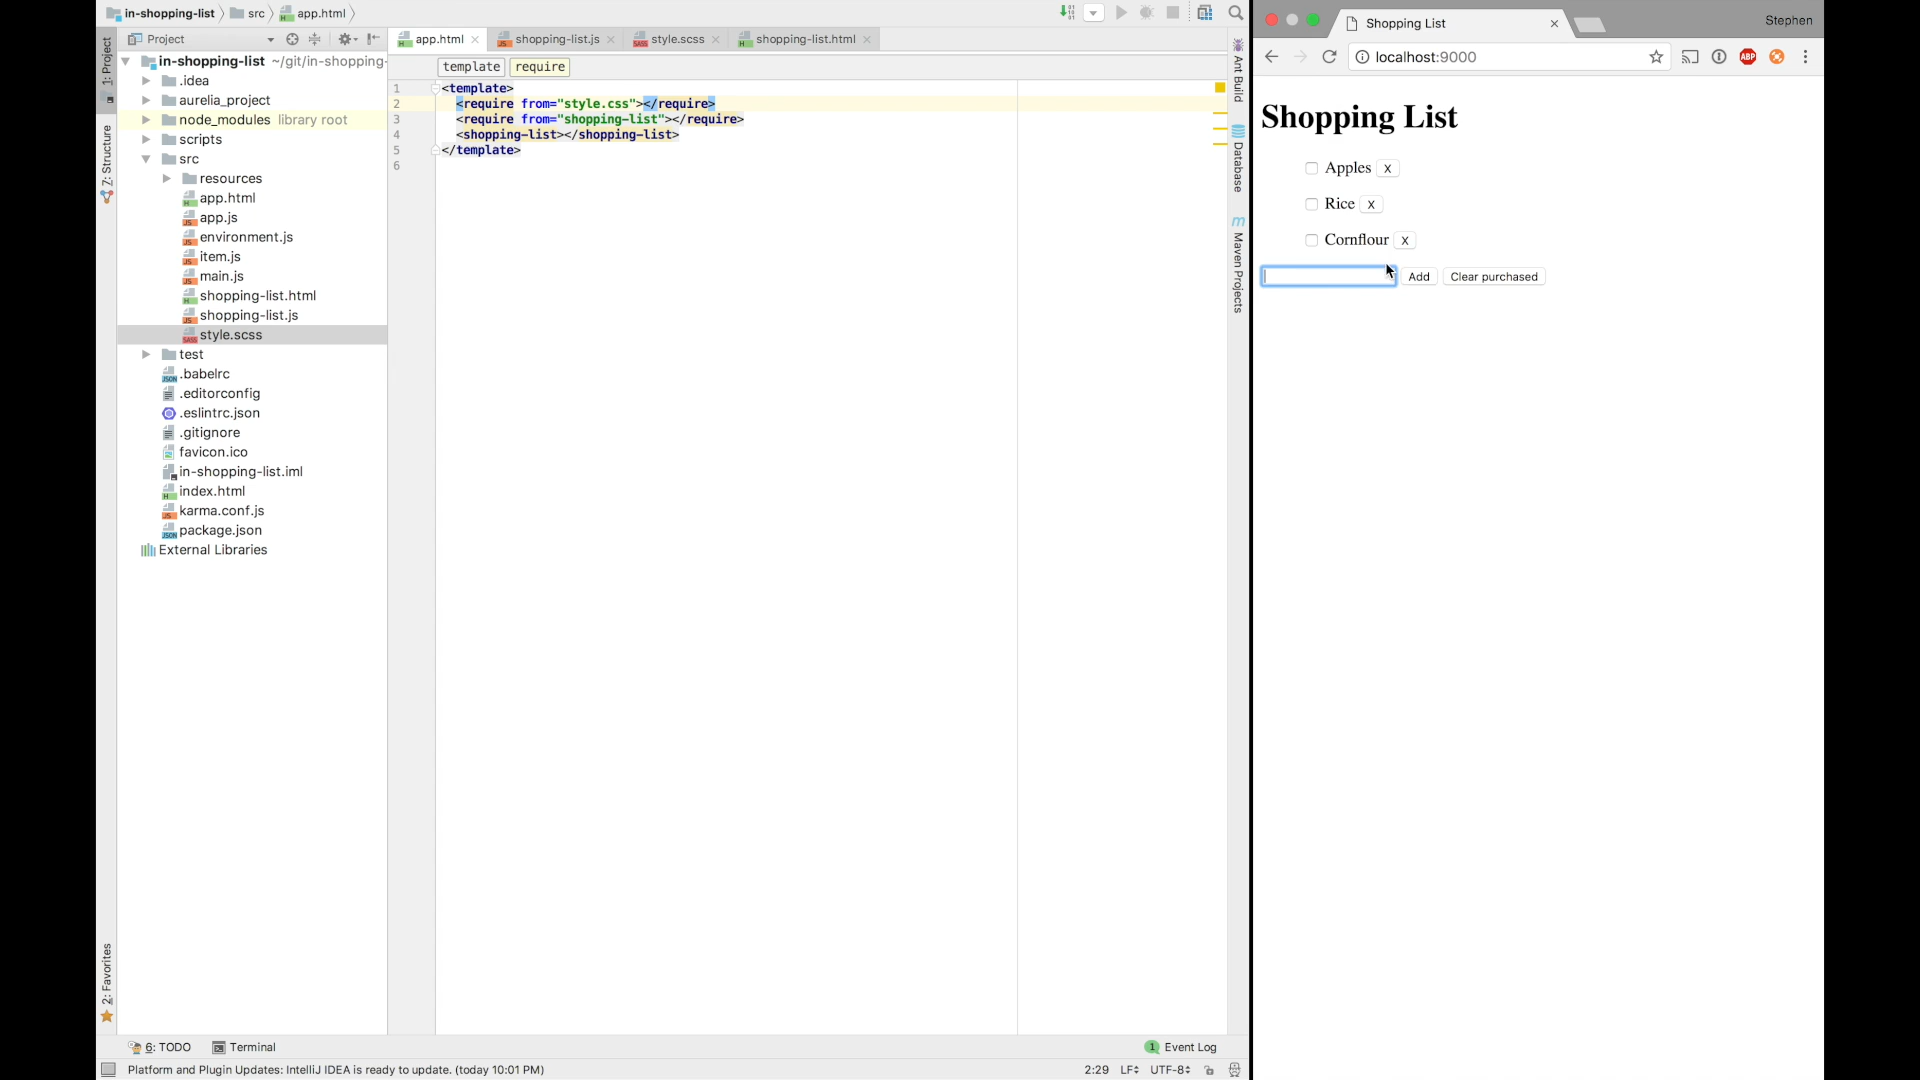 in-shopping-list
src
app.html
Project
app.html
shopping-list.js
style.scss
shopping-list.html
1: Project
7: Structure
2: Favorites
in-shopping-list ~/git/in-shopping-
.idea
aurelia_project
node_modules library root
scripts
src
resources
app.html
app.js
environment.js
item.js
main.js
shopping-list.html
shopping-list.js
style.scss
test
.babelrc
.editorconfig
.eslintrc.json
.gitignore
favicon.ico
in-shopping-list.iml
index.html
karma.conf.js
package.json
External Libraries
template require
1 <template>
2 <require from="style.css"></require>
3 <require from="shopping-list"></require>
4 <shopping-list></shopping-list>
5 </template>
6
Ant Build
Database
Maven Projects
6: TODO
Terminal
1 Event Log
Platform and Plugin Updates: IntelliJ IDEA is ready to update. (today 10:01 PM)
2:29 LF UTF-8
Shopping List
Stephen
localhost:9000
ABP
Shopping List
Apples X
Rice X
Cornflour X
Add Clear purchased